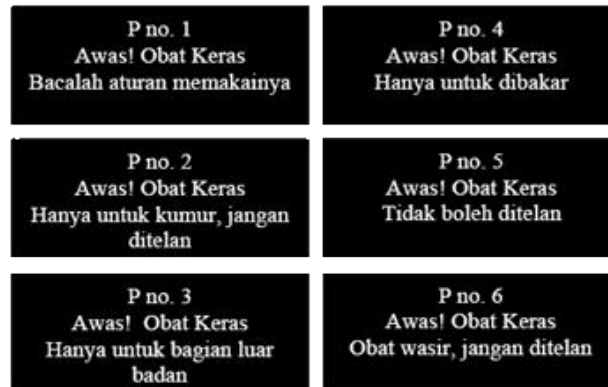 P no. 1
Awas! Obat Keras
Bacalah aturan memakainya
P no. 4
Awas! Obat Keras
Hanya untuk dibakar
P no. 2
Awas! Obat Keras
Hanya untuk kumur, jangan
ditelan
P no. 5
Awas! Obat Keras
Tidak boleh ditelan
P no. 3
Awas! Obat Keras
Hanya untuk bagian luar
badan
P no. 6
Awas! Obat Keras
Obat wasir, jangan ditelan